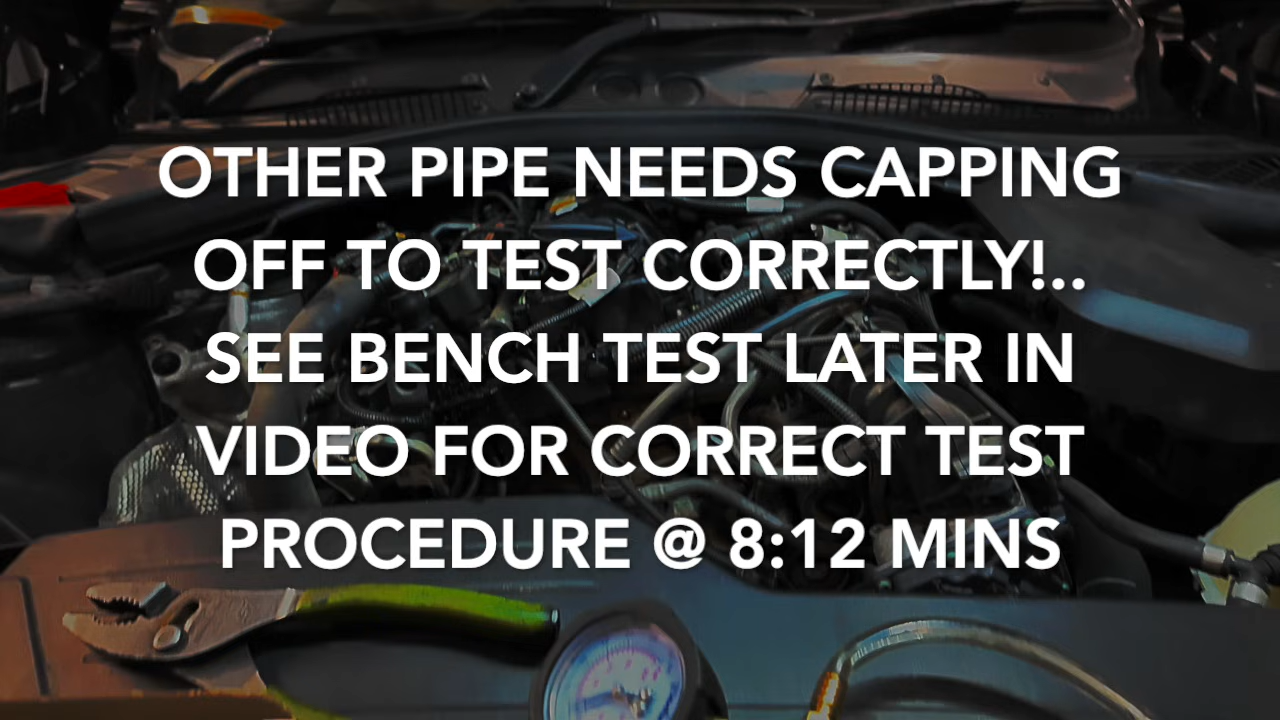 OTHER PIPE NEEDS CAPPING
OFF TO TEST CORRECTLY!..
SEE BENCH TEST LATER IN
VIDEO FOR CORRECT TEST
PROCEDURE @ 8:12 MINS